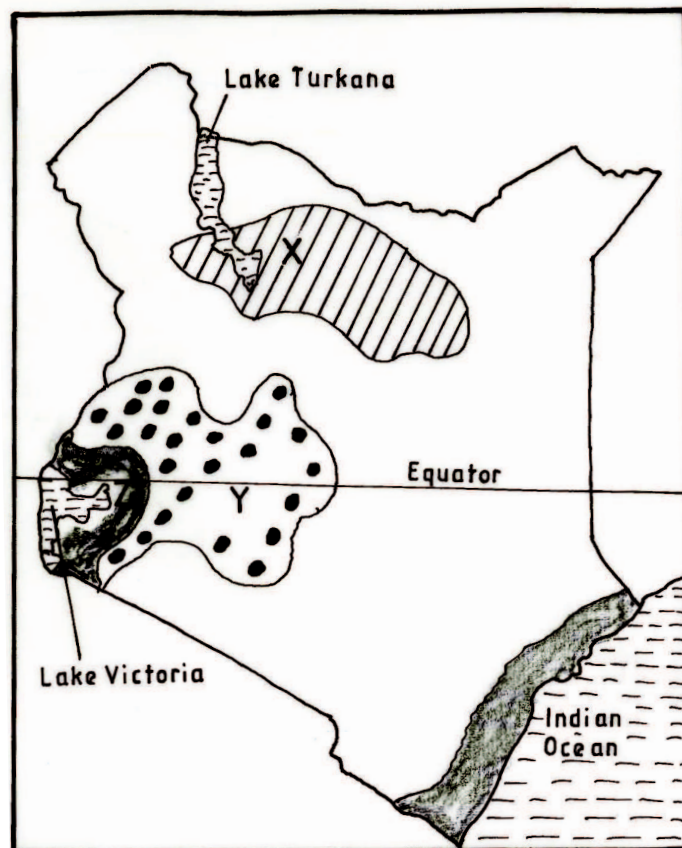 Lake Turkana
X
Equator
Y
Lake Victoria
Indian
Ocean